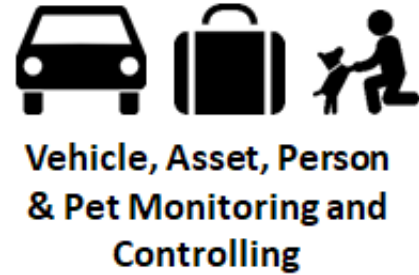 Vehicle, Asset, Person
& Pet Monitoring and
Controlling